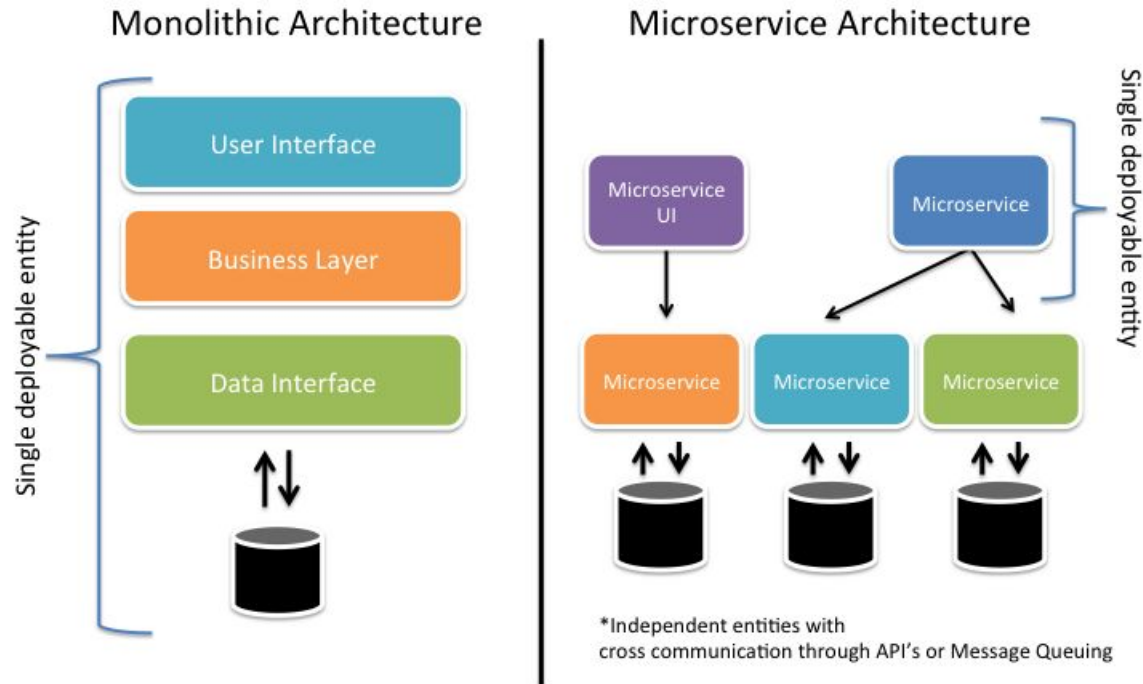 Monolithic Architecture
Single deployable entity
User Interface
Business Layer
Data Interface
Microservice Architecture
Single deployable entity
Microservice
UI
Microservice
Microservice
Microservice
Microservice
*Independent entities with
cross communication through API's or Message Queuing